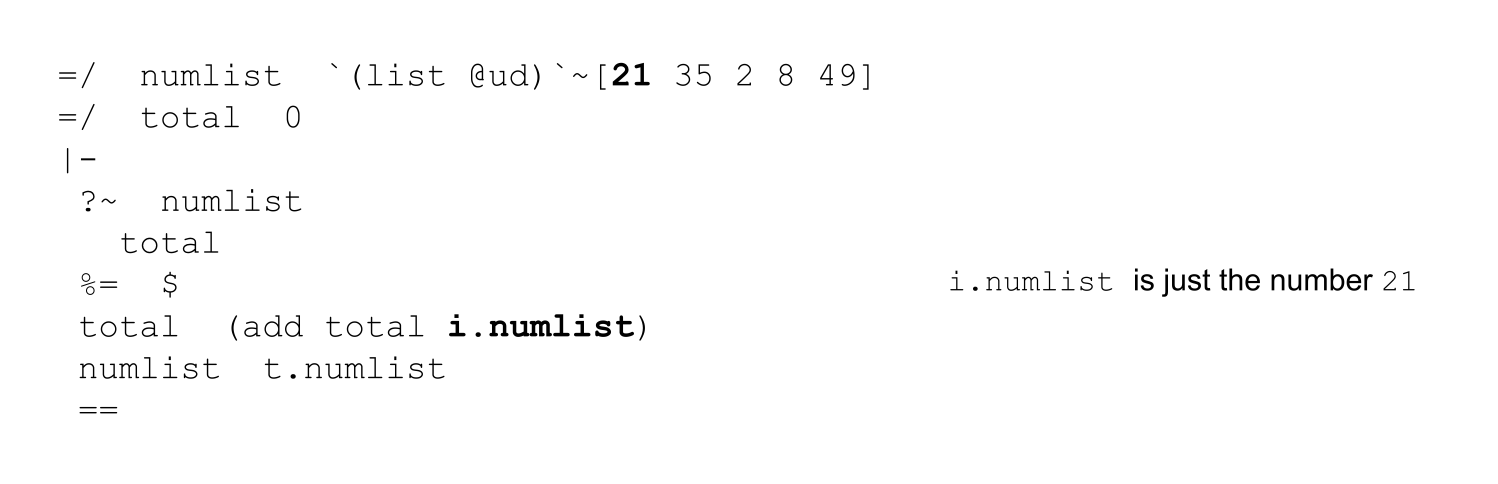 =/  numlist  `(list @ud)`~[21 35 2 8 49]
=/  total  0
|-
?~  numlist
total
%=  $
i.numlist is just the number 21
total  (add total i.numlist)
numlist  t.numlist
==